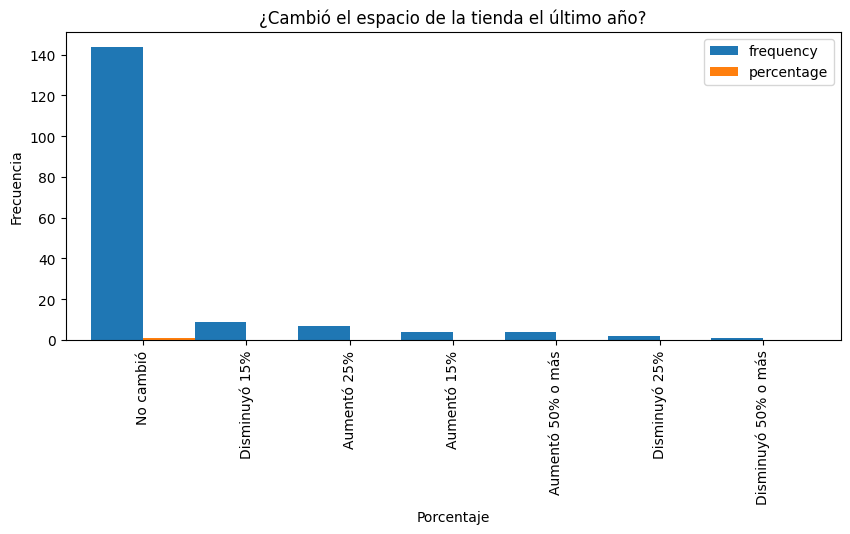 ¿Cambió el espacio de la tienda el último año?
frequency
percentage
Frecuencia
140
120
100
80
60
40
20
0
No cambió
Disminuyó 15%
Aumentó 25%
Aumentó 15%
Aumentó 50% o más
Disminuyó 25%
Disminuyó 50% o más
Porcentaje